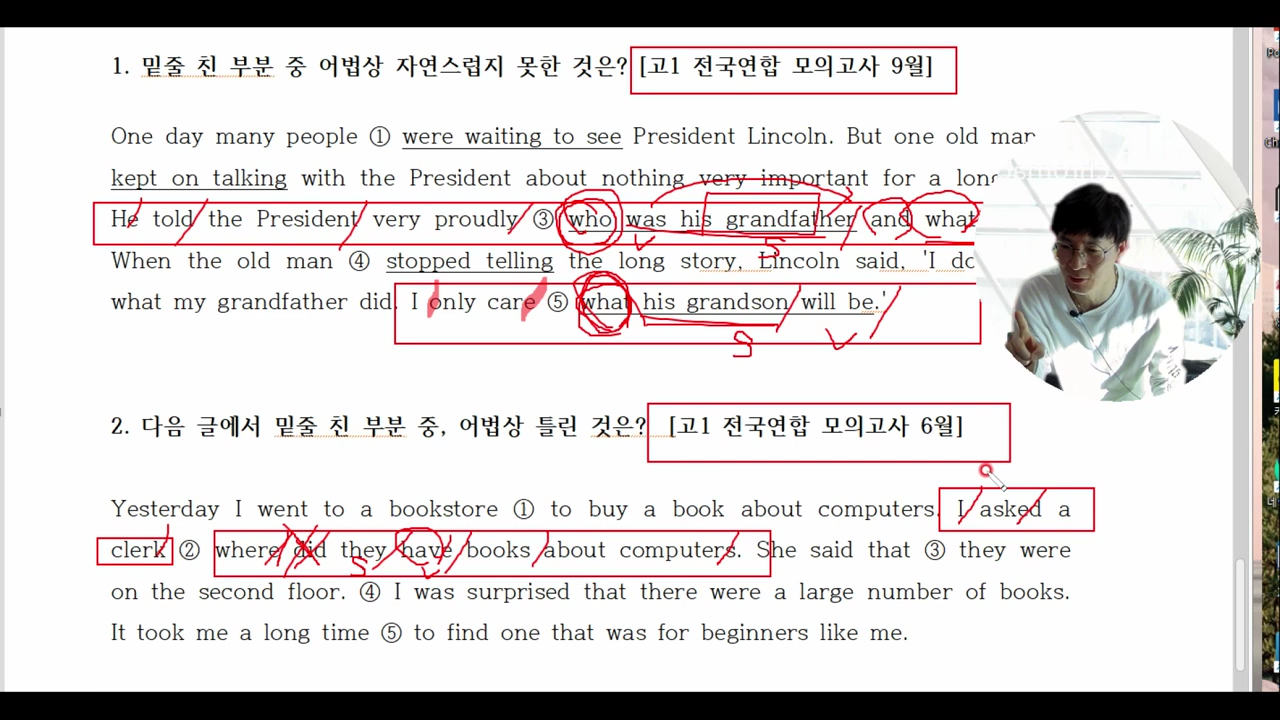 1. 밑줄 친 부분 중 어법상 자연스럽지 못한 것은? [고1 전국연합 모의고사 9월]
One day many people ① were waiting to see President Lincoln. But one old man
kept on talking with the President about nothing very important for a long
He told the President very proudly ③ who was his grandfather and what
V S
When the old man ④ stopped telling the long story, Lincoln said, 'I do
what my grandfather did. I only care ⑤ what his grandson will be.'
S V
2. 다음 글에서 밑줄 친 부분 중, 어법상 틀린 것은? [고1 전국연합 모의고사 6월]
Yesterday I went to a bookstore ① to buy a book about computers. I asked a
clerk ② where did they have books about computers. She said that ③ they were
S V
on the second floor. ④ I was surprised that there were a large number of books.
It took me a long time ⑤ to find one that was for beginners like me.